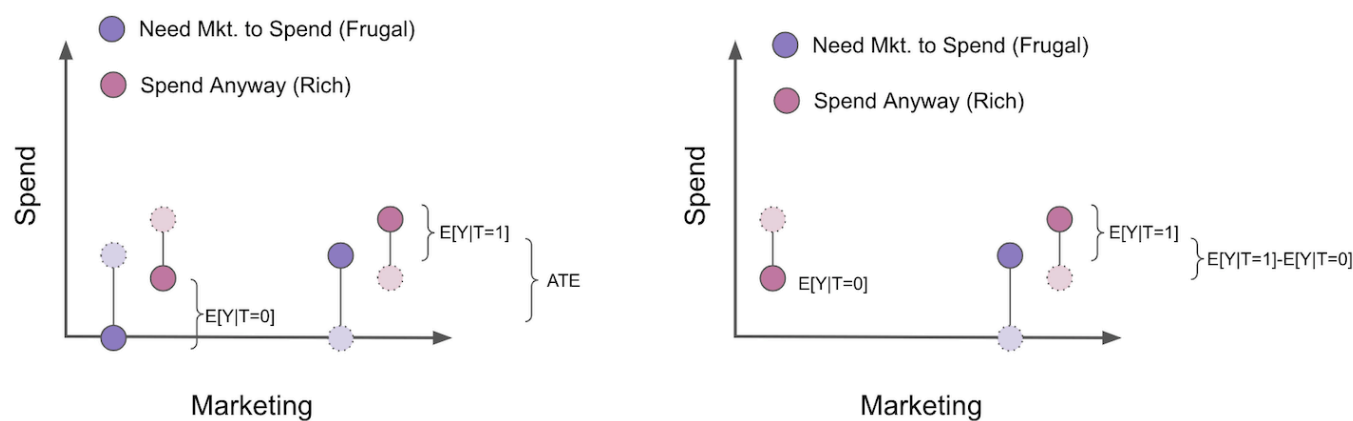 Need Mkt. to Spend (Frugal)
Spend Anyway (Rich)
Spend
E[Y|T=1]
ATE
E[Y|T=0]
Marketing
Need Mkt. to Spend (Frugal)
Spend Anyway (Rich)
Spend
E[Y|T=1]
E[Y|T=1]-E[Y|T=0]
E[Y|T=0]
Marketing